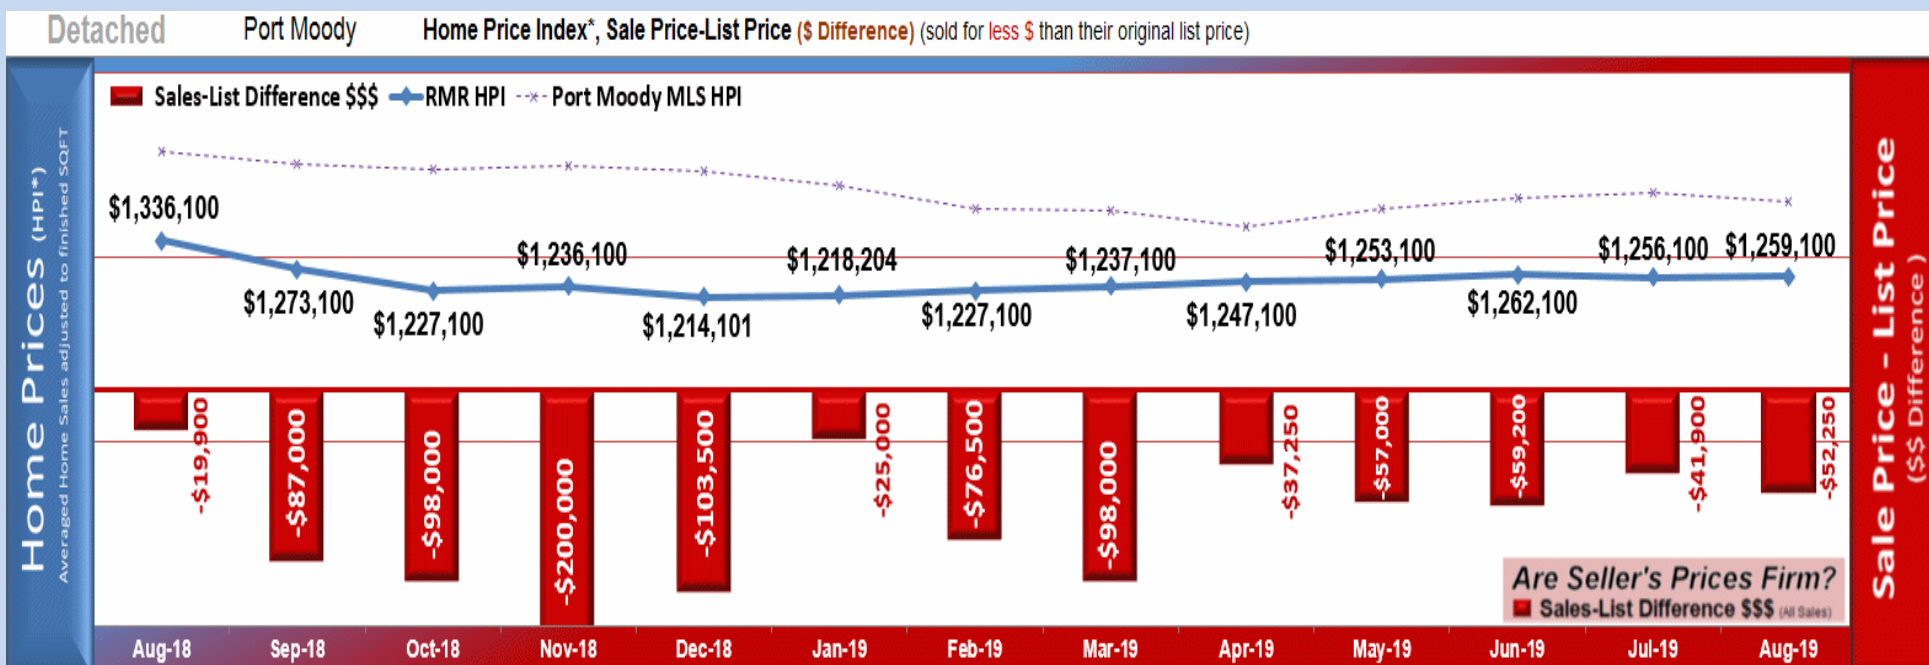 Detached Port Moody Home Price Index*, Sale Price-List Price ($ Difference) (sold for less $ than their original list price)
Home Prices (HPI*)
Averaged Home Sales adjusted to finished SQFT
Sales-List Difference $$$ RMR HPI Port Moody MLS HPI
$1,336,100
$1,273,100
$1,227,100
$1,236,100
$1,214,101
$1,218,204
$1,227,100
$1,237,100
$1,247,100
$1,253,100
$1,262,100
$1,256,100
$1,259,100
-$19,900
-$87,000
-$98,000
-$200,000
-$103,500
-$25,000
-$76,500
-$98,000
-$37,250
-$57,000
-$59,200
-$41,900
-$52,250
Are Seller's Prices Firm?
Sales-List Difference $$$ (All Sales)
Aug-18 Sep-18 Oct-18 Nov-18 Dec-18 Jan-19 Feb-19 Mar-19 Apr-19 May-19 Jun-19 Jul-19 Aug-19
Sale Price - List Price
($$ Difference )